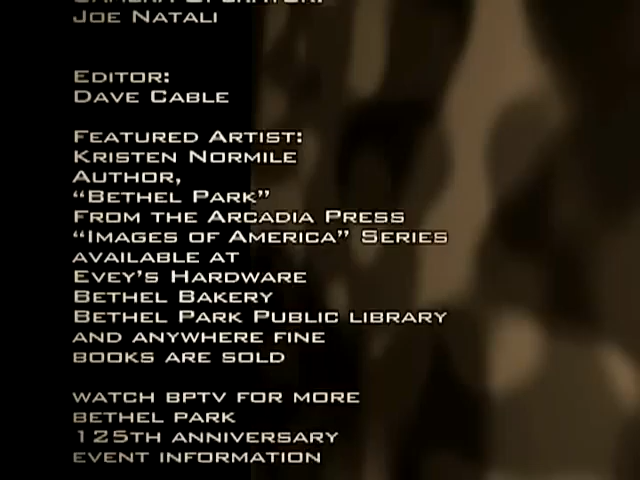 CAMERA OPERATOR:
JOE NATALI
EDITOR:
DAVE CABLE
FEATURED ARTIST:
KRISTEN NORMILE
AUTHOR,
“BETHEL PARK”
FROM THE ARCADIA PRESS
“IMAGES OF AMERICA” SERIES
AVAILABLE AT
EVEY'S HARDWARE
BETHEL BAKERY
BETHEL PARK PUBLIC LIBRARY
AND ANYWHERE FINE
BOOKS ARE SOLD
WATCH BPTV FOR MORE
BETHEL PARK
125TH ANNIVERSARY
EVENT INFORMATION